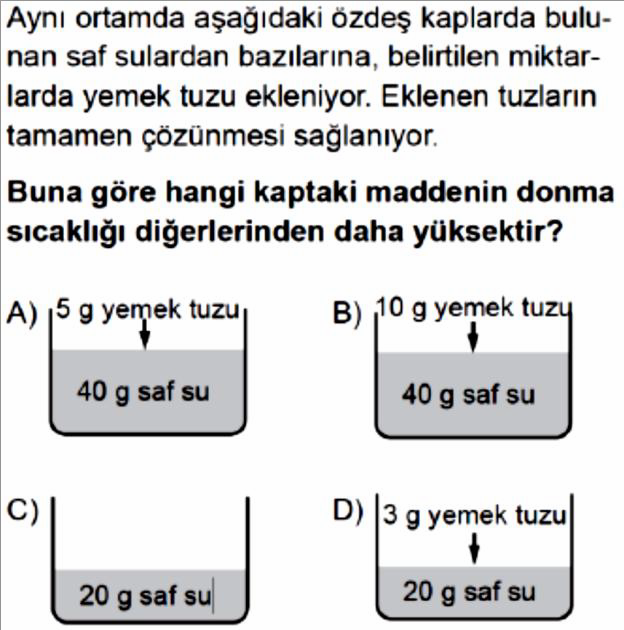 Aynı ortamda aşağıdaki özdeş kaplarda bulu-
nan saf sulardan bazılarına, belirtilen miktar-
larda yemek tuzu ekleniyor. Eklenen tuzların
tamamen çözünmesi sağlanıyor.
Buna göre hangi kaptaki maddenin donma
sıcaklığı diğerlerinden daha yüksektir?
A) 5 g yemek tuzu
40 g saf su
B) 10 g yemek tuzu
40 g saf su
C)
20 g saf su
D) 3 g yemek tuzu
20 g saf su